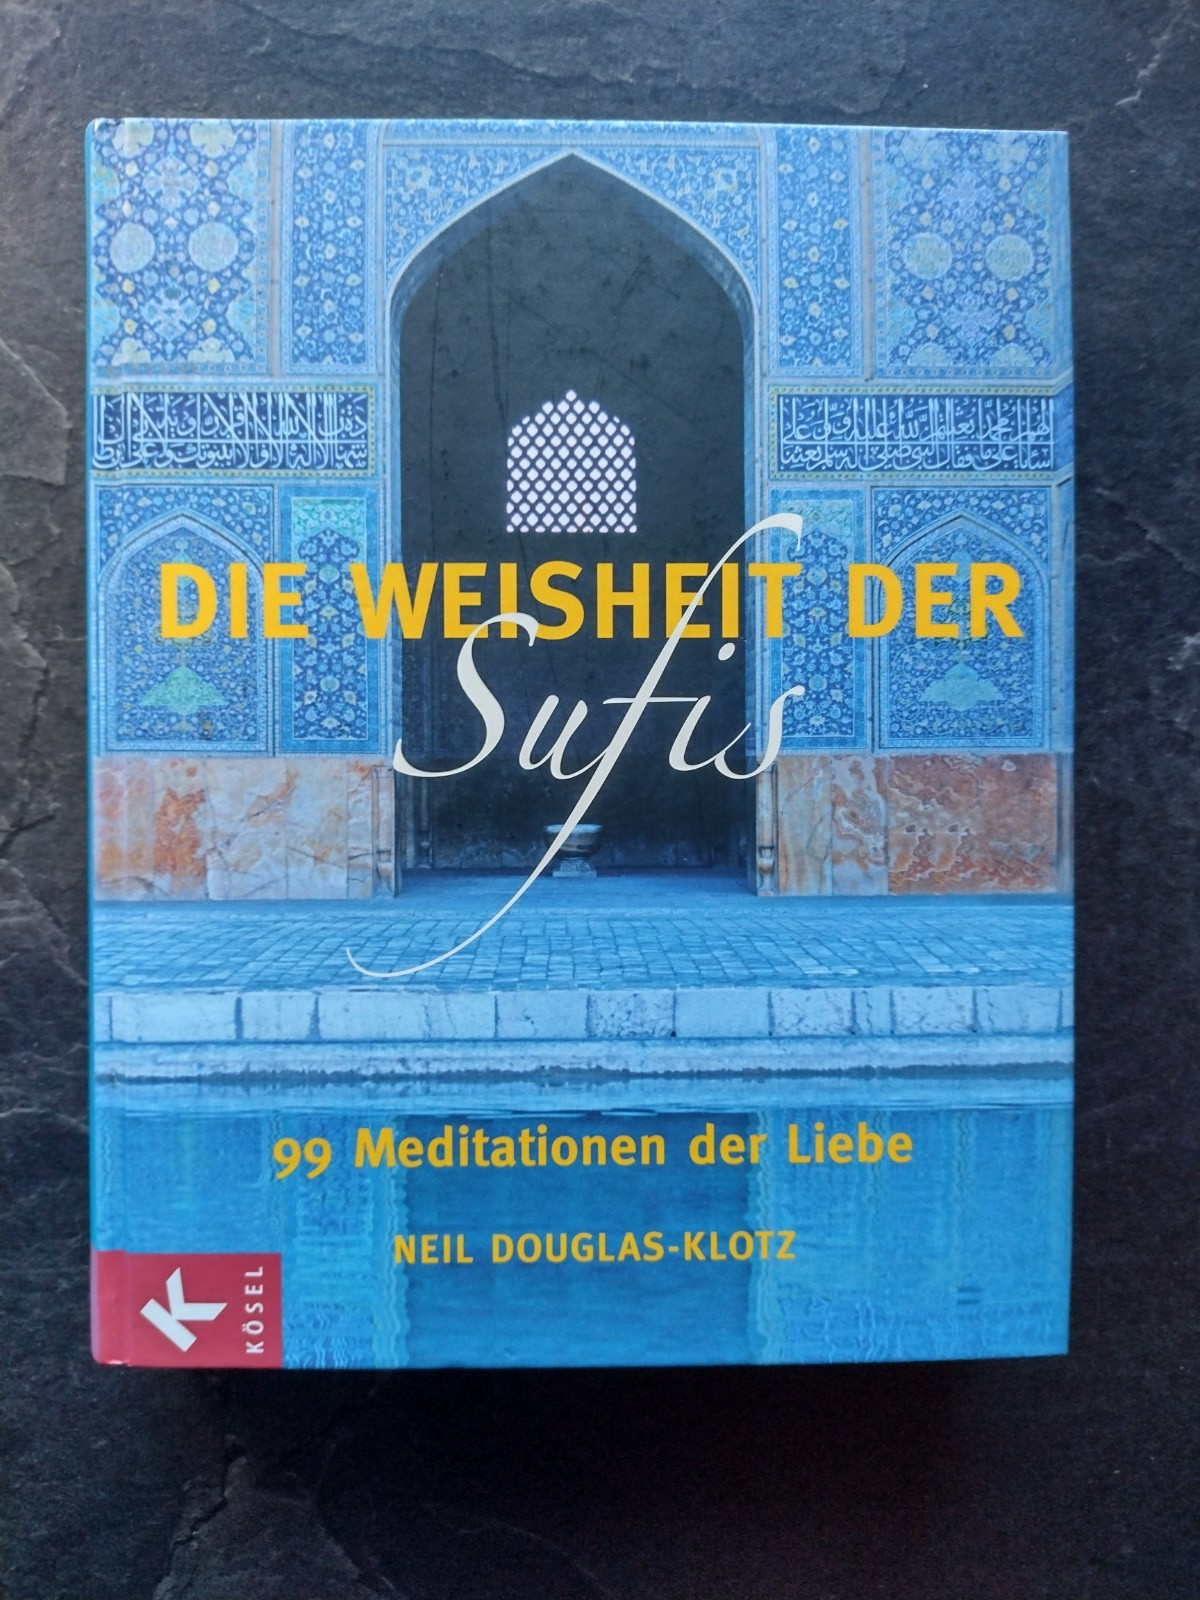 DIE WEISHEIT DER
Sufis
99 Meditationen der Liebe
NEIL DOUGLAS-KLOTZ
K
KÖSEL